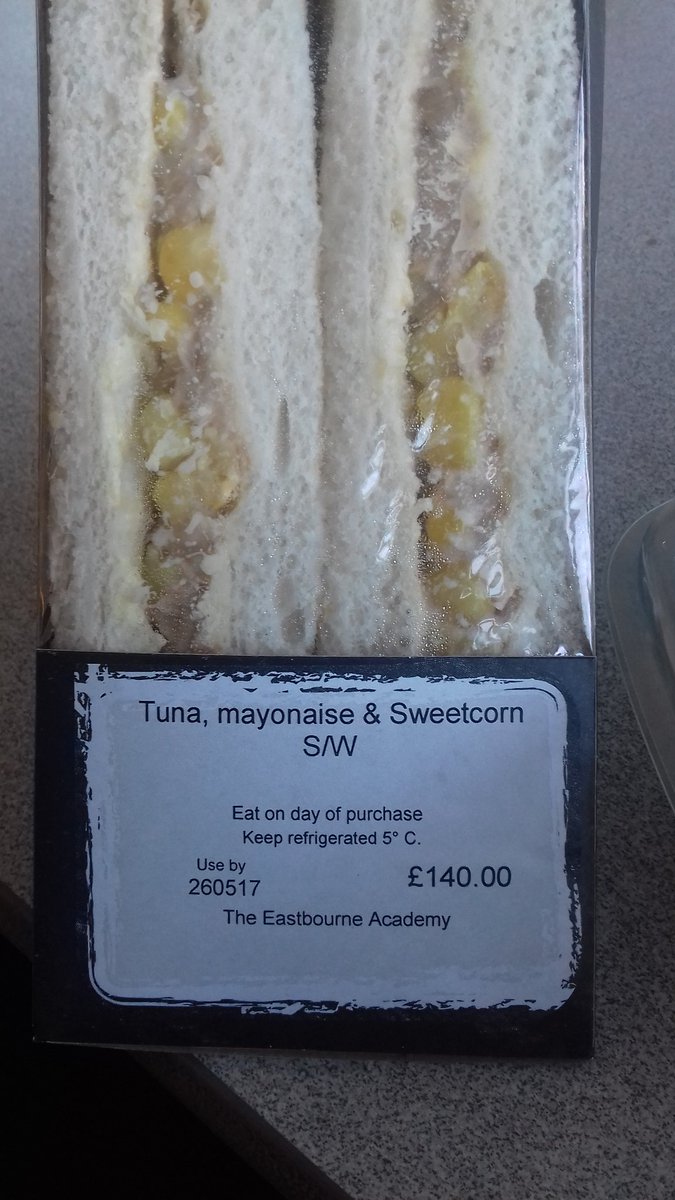 Tuna, mayonaise & Sweetcorn
S/W
Eat on day of purchase
Keep refrigerated 5° C.
Use by
260517
£140.00
The Eastbourne Academy